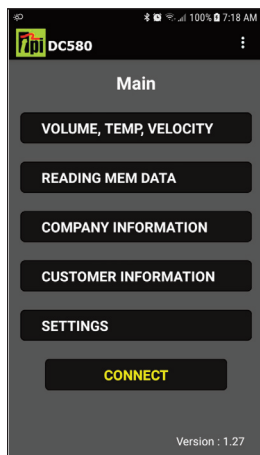 100% 7:18 AM
TPI DC580
Main
VOLUME, TEMP, VELOCITY
READING MEM DATA
COMPANY INFORMATION
CUSTOMER INFORMATION
SETTINGS
CONNECT
Version : 1.27